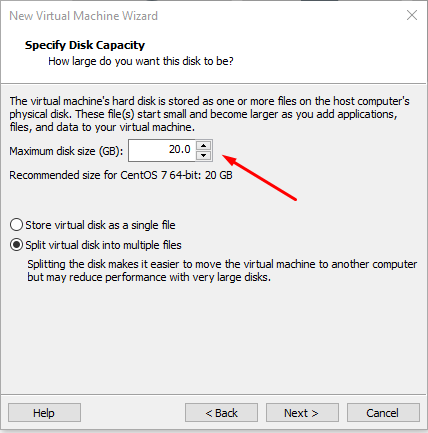 New Virtual Machine Wizard
Specify Disk Capacity
How large do you want this disk to be?
The virtual machine's hard disk is stored as one or more files on the host computer's
physical disk. These file(s) start small and become larger as you add applications,
files, and data to your virtual machine.
Maximum disk size (GB): 20.0
Recommended size for CentOS 7 64-bit: 20 GB
Store virtual disk as a single file
Split virtual disk into multiple files
Splitting the disk makes it easier to move the virtual machine to another computer
but may reduce performance with very large disks.
Help < Back Next > Cancel